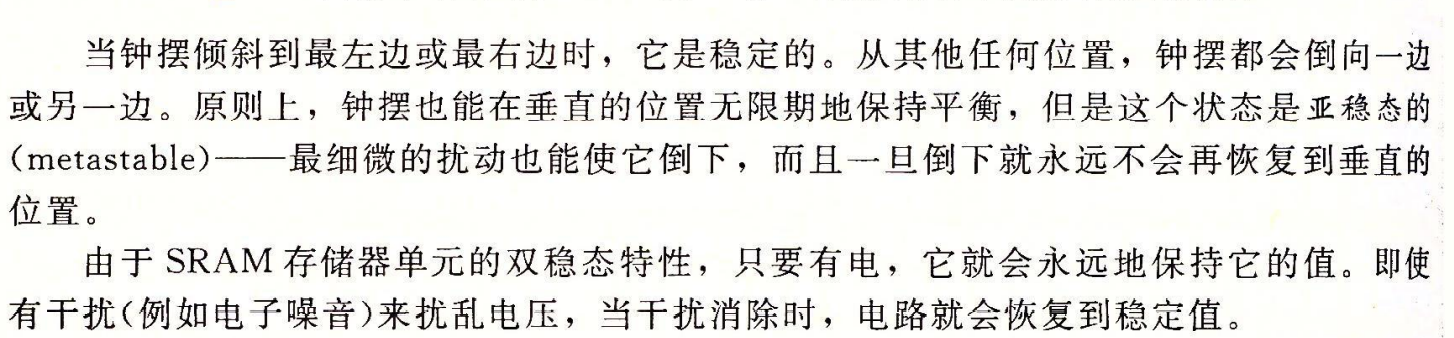 当钟摆倾斜到最左边或最右边时，它是稳定的。从其他任何位置，钟摆都会倒向一边
或另一边。原则上，钟摆也能在垂直的位置无限期地保持平衡，但是这个状态是亚稳态的
(metastable)——最细微的扰动也能使它倒下，而且一旦倒下就永远不会再恢复到垂直的
位置。
由于 SRAM 存储器单元的双稳态特性，只要有电，它就会永远地保持它的值。即使
有干扰(例如电子噪音)来扰乱电压，当干扰消除时，电路就会恢复到稳定值。